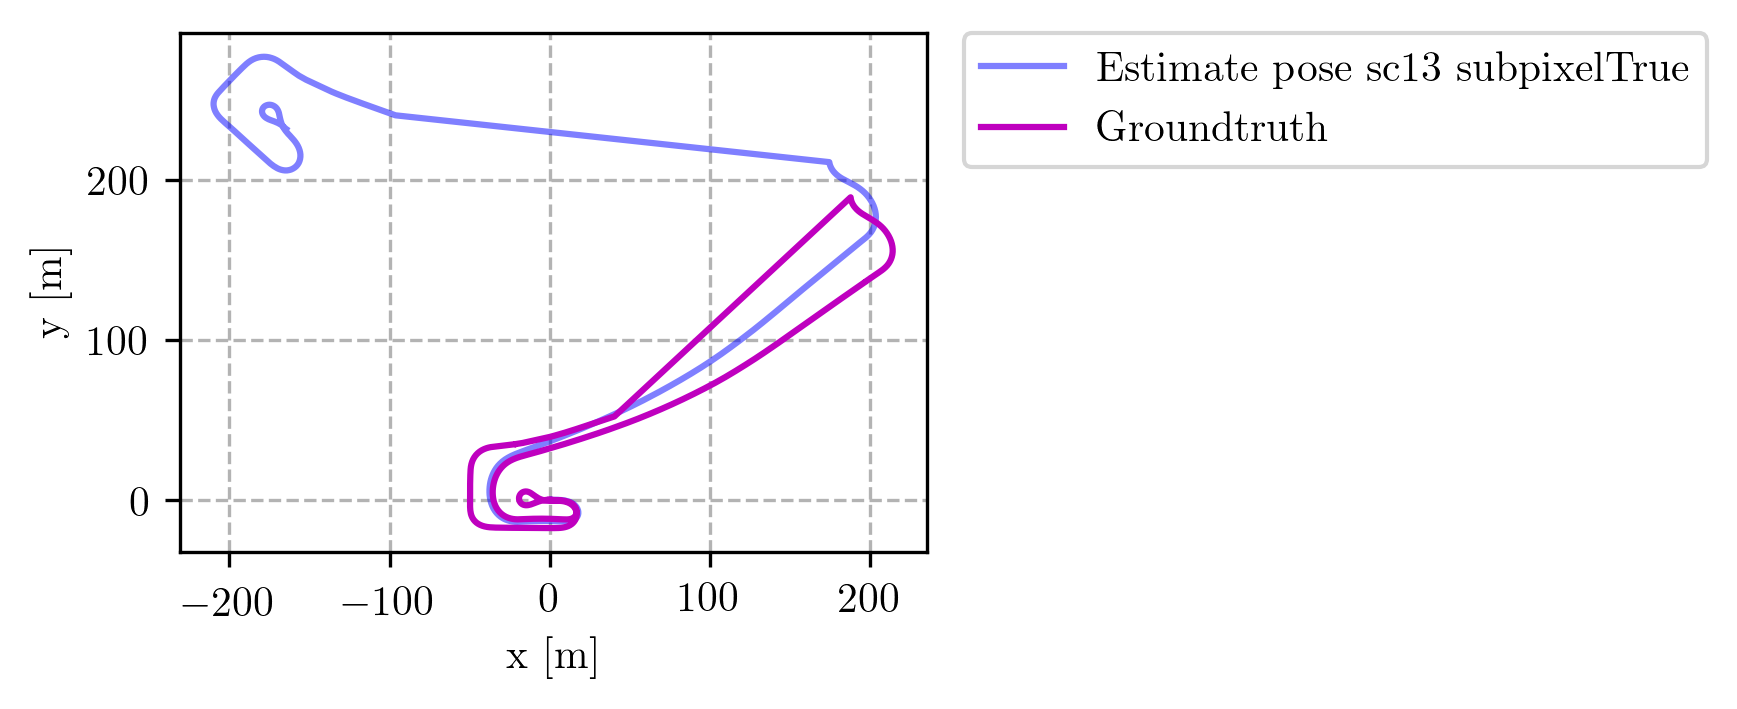 Estimate pose sc13 subpixelTrue
Groundtruth
200
100
0
y [m]
−200 −100 0 100 200
x [m]